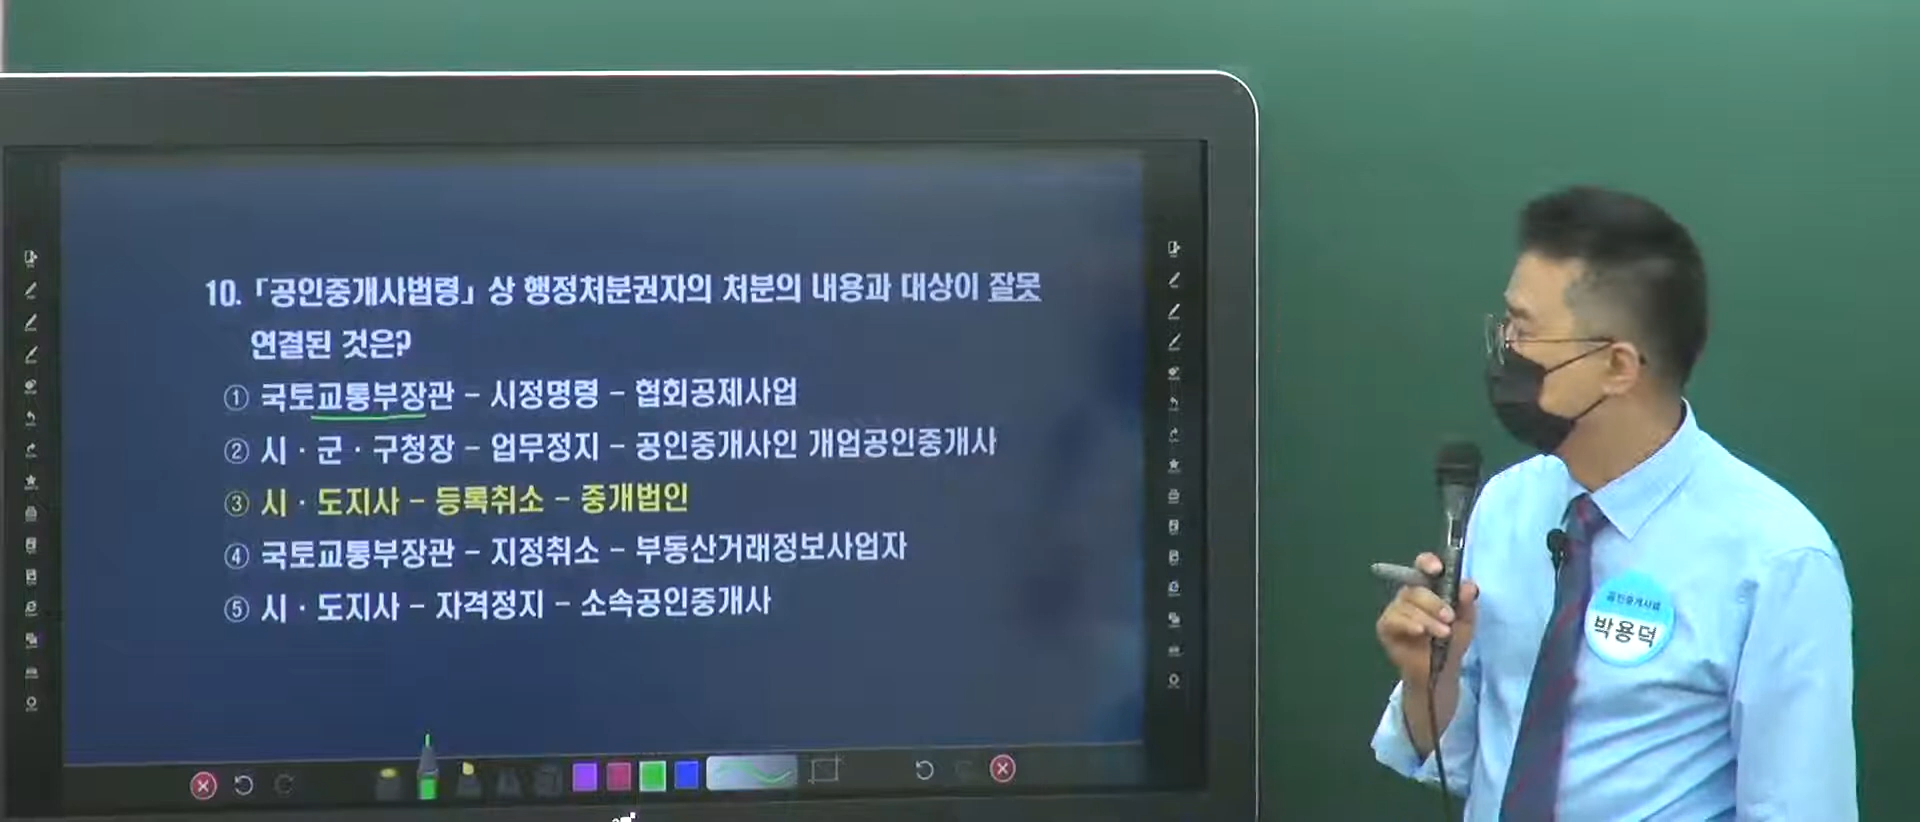 10. 「공인중개사법령」 상 행정처분권자의 처분의 내용과 대상이 잘못
연결된 것은?
① 국토교통부장관 - 시정명령 - 협회공제사업
② 시 · 군 · 구청장 - 업무정지 - 공인중개사인 개업공인중개사
③ 시 · 도지사 - 등록취소 - 중개법인
④ 국토교통부장관 - 지정취소 - 부동산거래정보사업자
⑤ 시 · 도지사 - 자격정지 - 소속공인중개사
공인중개사법
박용덕